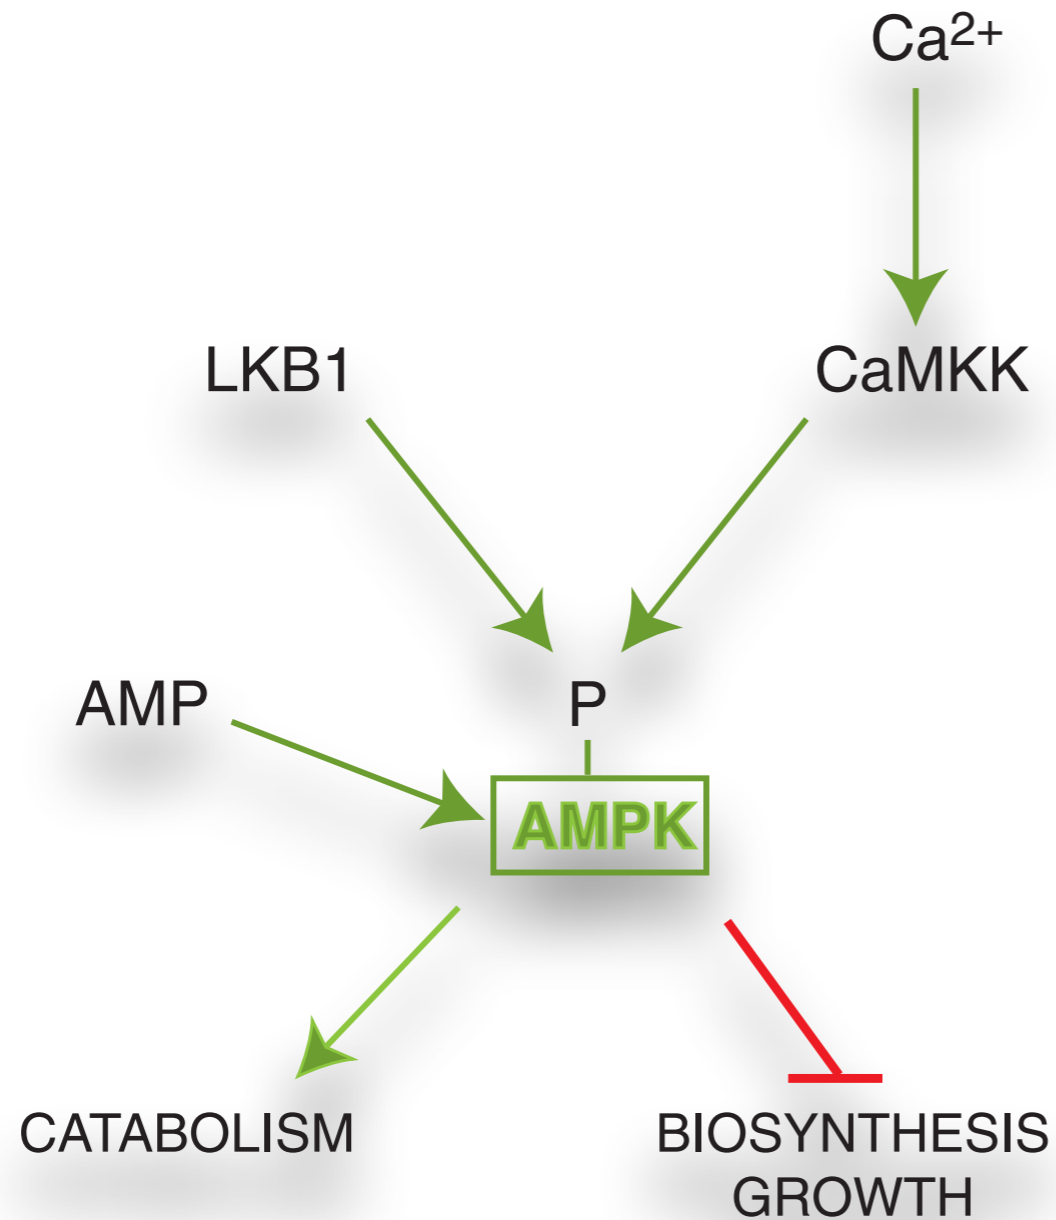 Ca²⁺
LKB1
CaMKK
AMP
P
AMPK
CATABOLISM
BIOSYNTHESIS
GROWTH